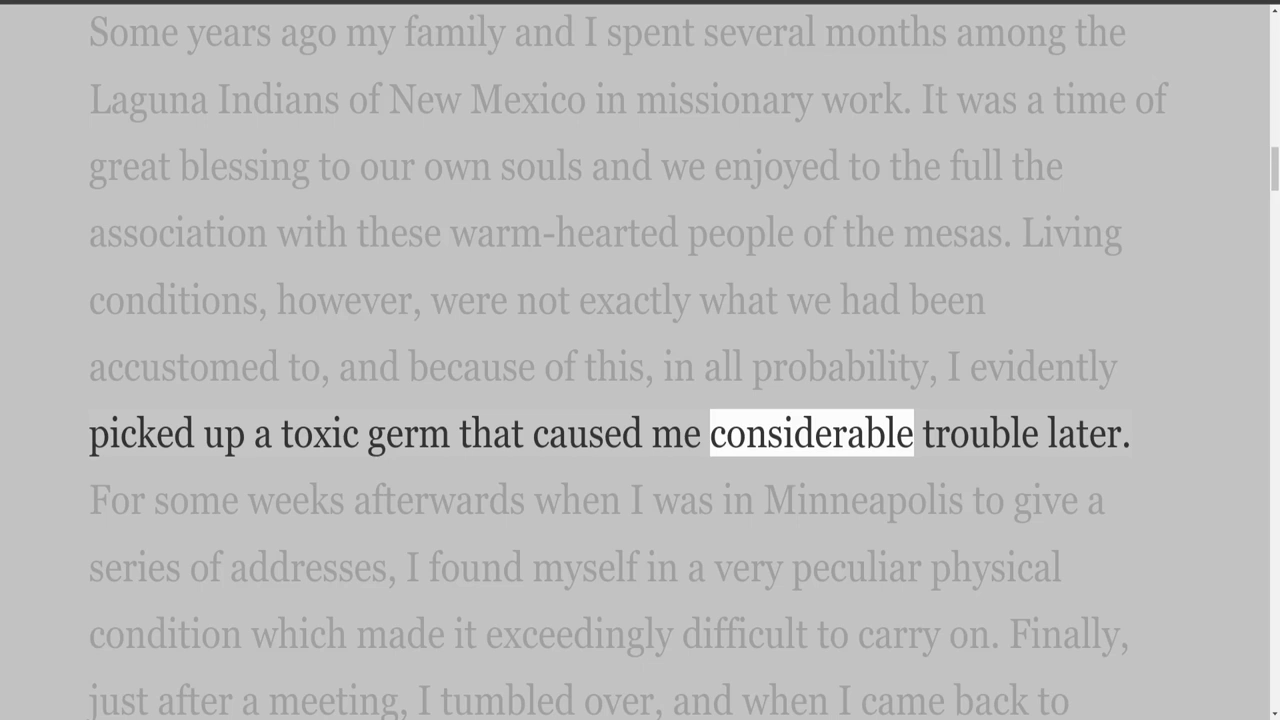 Some years ago my family and I spent several months among the
Laguna Indians of New Mexico in missionary work. It was a time of
great blessing to our own souls and we enjoyed to the full the
association with these warm-hearted people of the mesas. Living
conditions, however, were not exactly what we had been
accustomed to, and because of this, in all probability, I evidently
picked up a toxic germ that caused me considerable trouble later.
For some weeks afterwards when I was in Minneapolis to give a
series of addresses, I found myself in a very peculiar physical
condition which made it exceedingly difficult to carry on. Finally,
just after a meeting, I tumbled over, and when I came back to